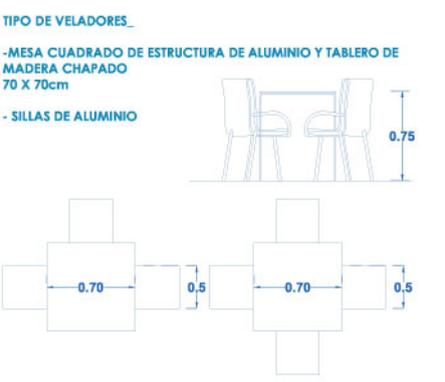 TIPO DE VELADORES_
-MESA CUADRADO DE ESTRUCTURA DE ALUMINIO Y TABLERO DE
MADERA CHAPADO
70 X 70cm
- SILLAS DE ALUMINIO
0.75
0.70
0.5
0.70
0.5